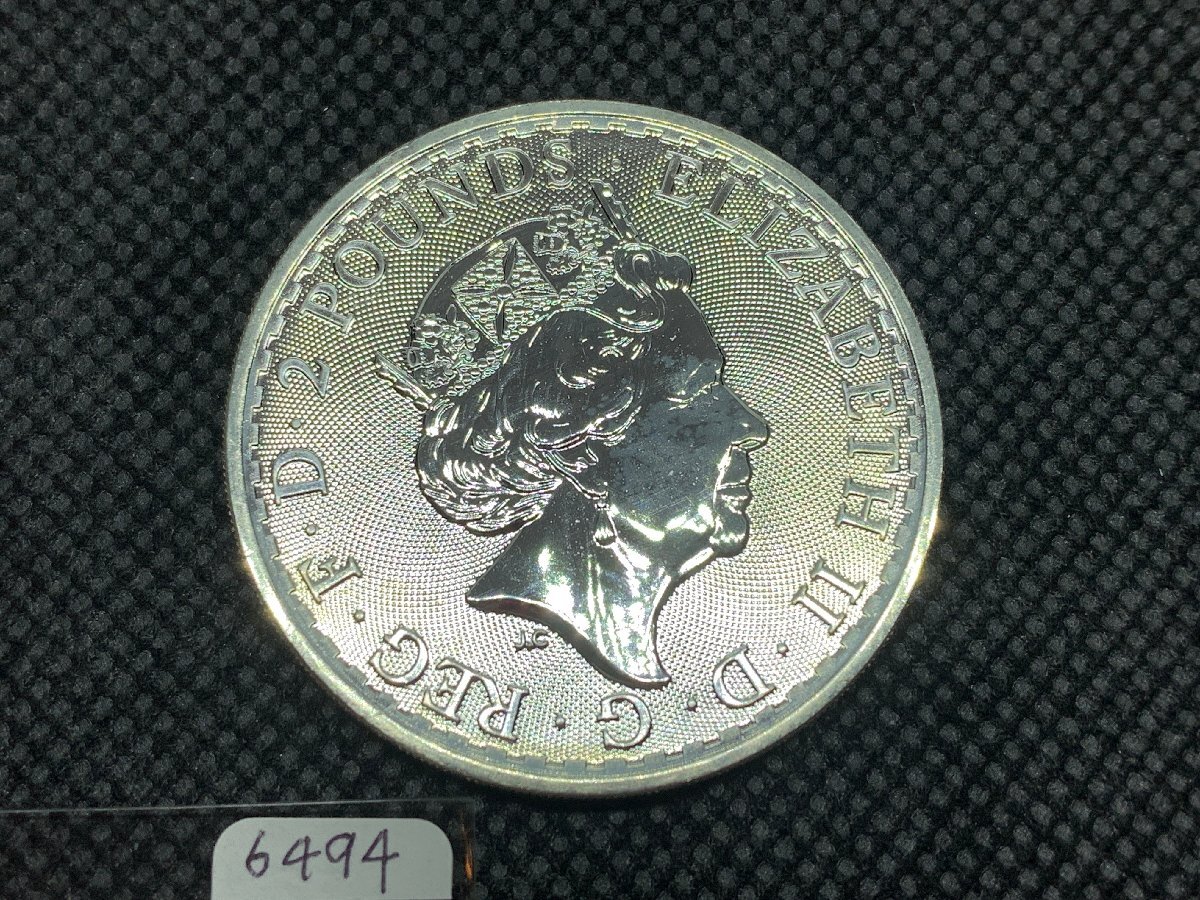 ELIZABETH II · D · G · REG · F · D · 2 POUNDS ·
JC
6494